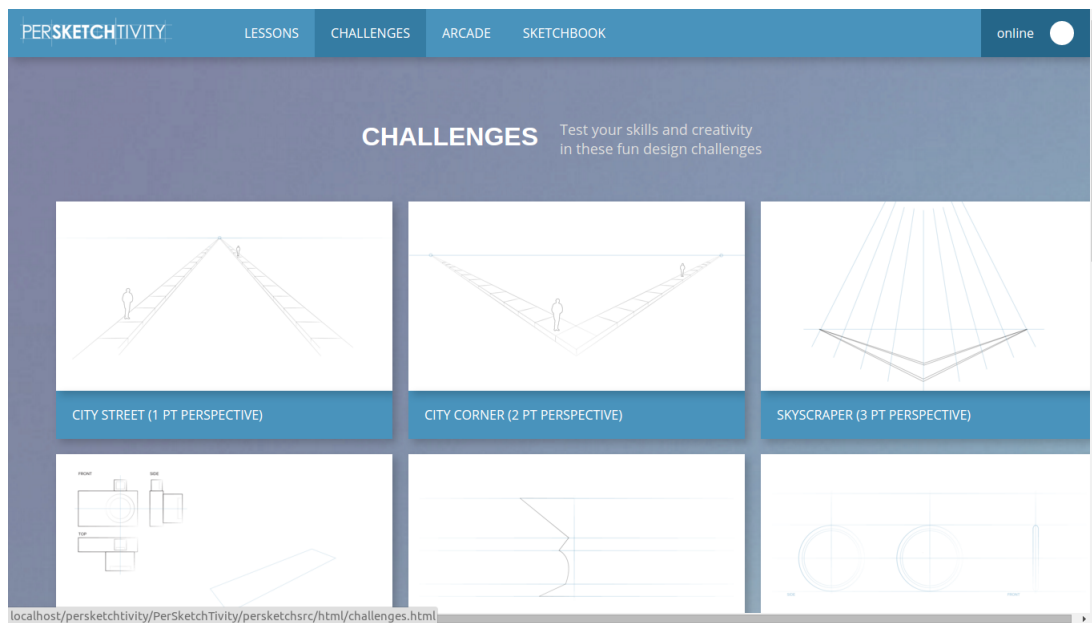 PERSKETCHTIVITY
LESSONS
CHALLENGES
ARCADE
SKETCHBOOK
online
CHALLENGES
Test your skills and creativity
in these fun design challenges
CITY STREET (1 PT PERSPECTIVE)
CITY CORNER (2 PT PERSPECTIVE)
SKYSCRAPER (3 PT PERSPECTIVE)
FRONT
SIDE
TOP
SIDE
FRONT
localhost/persketchtivity/PerSketchTivity/persketchsrc/html/challenges.html